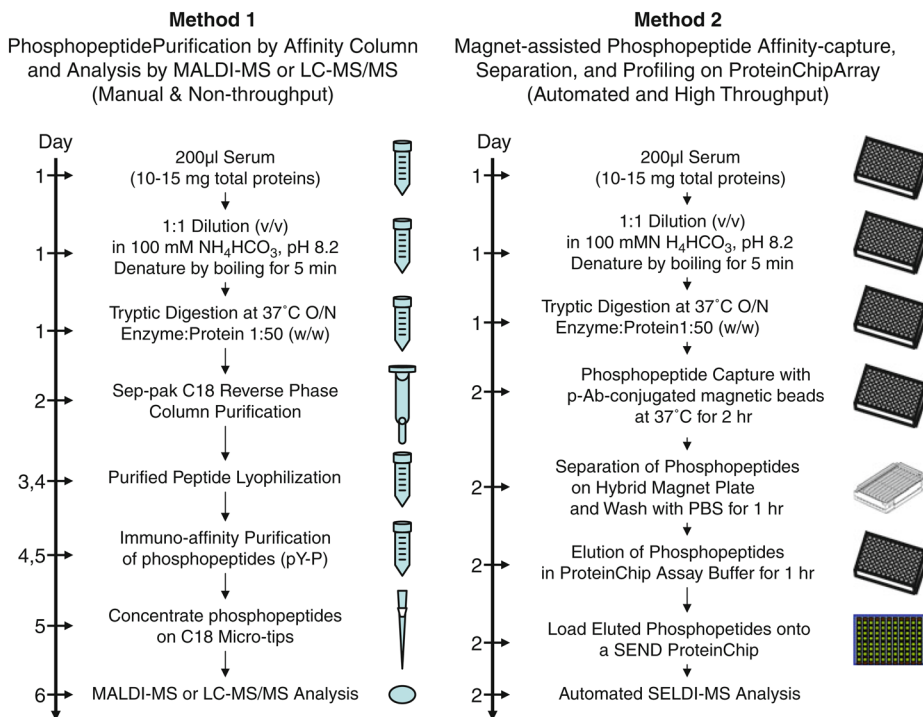 Method 1
PhosphopeptidePurification by Affinity Column
and Analysis by MALDI-MS or LC-MS/MS
(Manual & Non-throughput)
Day
1
200µl Serum
(10-15 mg total proteins)
1
1:1 Dilution (v/v)
in 100 mM NH₄HCO₃, pH 8.2
Denature by boiling for 5 min
1
Tryptic Digestion at 37˚C O/N
Enzyme:Protein 1:50 (w/w)
2
Sep-pak C18 Reverse Phase
Column Purification
3,4
Purified Peptide Lyophilization
4,5
Immuno-affinity Purification
of phosphopeptides (pY-P)
5
Concentrate phosphopeptides
on C18 Micro-tips
6
MALDI-MS or LC-MS/MS Analysis
Method 2
Magnet-assisted Phosphopeptide Affinity-capture,
Separation, and Profiling on ProteinChipArray
(Automated and High Throughput)
Day
1
200µl Serum
(10-15 mg total proteins)
1
1:1 Dilution (v/v)
in 100 mMN H₄HCO₃, pH 8.2
Denature by boiling for 5 min
1
Tryptic Digestion at 37˚C O/N
Enzyme:Protein1:50 (w/w)
2
Phosphopeptide Capture with
p-Ab-conjugated magnetic beads
at 37˚C for 2 hr
2
Separation of Phosphopeptides
on Hybrid Magnet Plate
and Wash with PBS for 1 hr
2
Elution of Phosphopeptides
in ProteinChip Assay Buffer for 1 hr
2
Load Eluted Phosphopetides onto
a SEND ProteinChip
2
Automated SELDI-MS Analysis